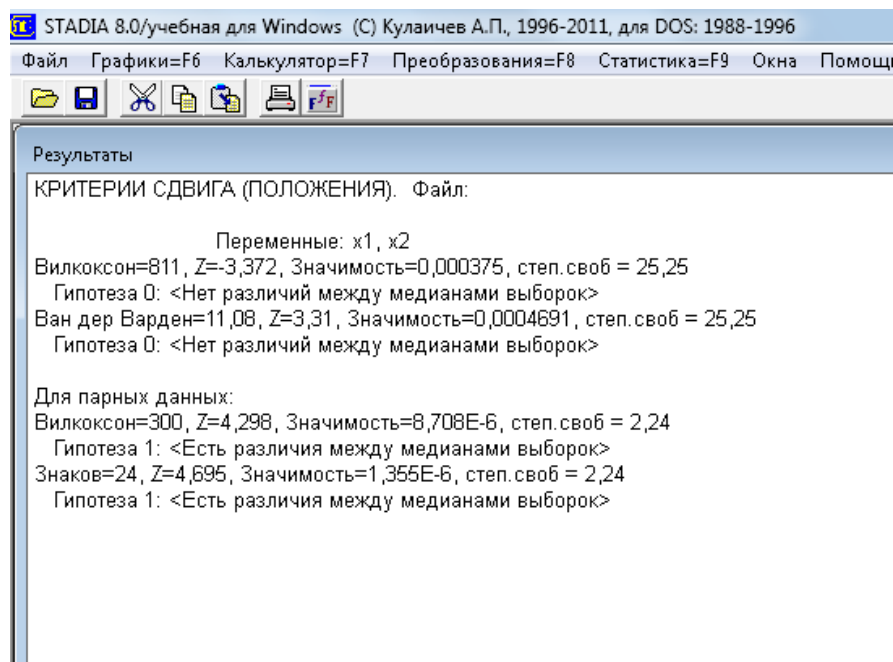 STADIA 8.0/учебная для Windows (C) Кулаичев А.П., 1996-2011, для DOS: 1988-1996
Файл Графики=F6 Калькулятор=F7 Преобразования=F8 Статистика=F9 Окна Помощь
Результаты
КРИТЕРИИ СДВИГА (ПОЛОЖЕНИЯ). Файл:
Переменные: x1, x2
Вилкоксон=811, Z=-3,372, Значимость=0,000375, степ.своб = 25,25
Гипотеза 0: <Нет различий между медианами выборок>
Ван дер Варден=11,08, Z=3,31, Значимость=0,0004691, степ.своб = 25,25
Гипотеза 0: <Нет различий между медианами выборок>
Для парных данных:
Вилкоксон=300, Z=4,298, Значимость=8,708E-6, степ.своб = 2,24
Гипотеза 1: <Есть различия между медианами выборок>
Знаков=24, Z=4,695, Значимость=1,355E-6, степ.своб = 2,24
Гипотеза 1: <Есть различия между медианами выборок>